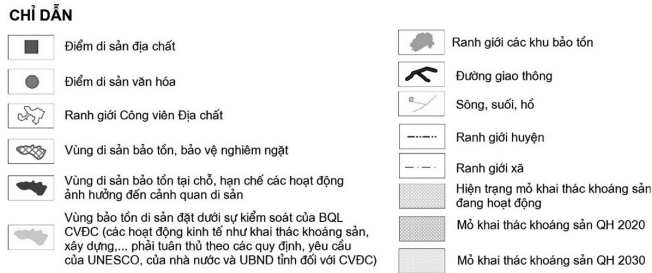 CHỈ DẪN
Điểm di sản địa chất
Điểm di sản văn hóa
Ranh giới Công viên Địa chất
Vùng di sản bảo tồn, bảo vệ nghiêm ngặt
Vùng di sản bảo tồn tại chỗ, hạn chế các hoạt động
ảnh hưởng đến cảnh quan di sản
Vùng bảo tồn di sản đặt dưới sự kiểm soát của BQL
CVĐC (các hoạt động kinh tế như khai thác khoáng sản,
xây dựng,... phải tuân thủ theo các quy định, yêu cầu
của UNESCO, của nhà nước và UBND tỉnh đối với CVĐC)
Ranh giới các khu bảo tồn
Đường giao thông
Sông, suối, hồ
Ranh giới huyện
Ranh giới xã
Hiện trạng mỏ khai thác khoáng sản
đang hoạt động
Mỏ khai thác khoáng sản QH 2020
Mỏ khai thác khoáng sản QH 2030